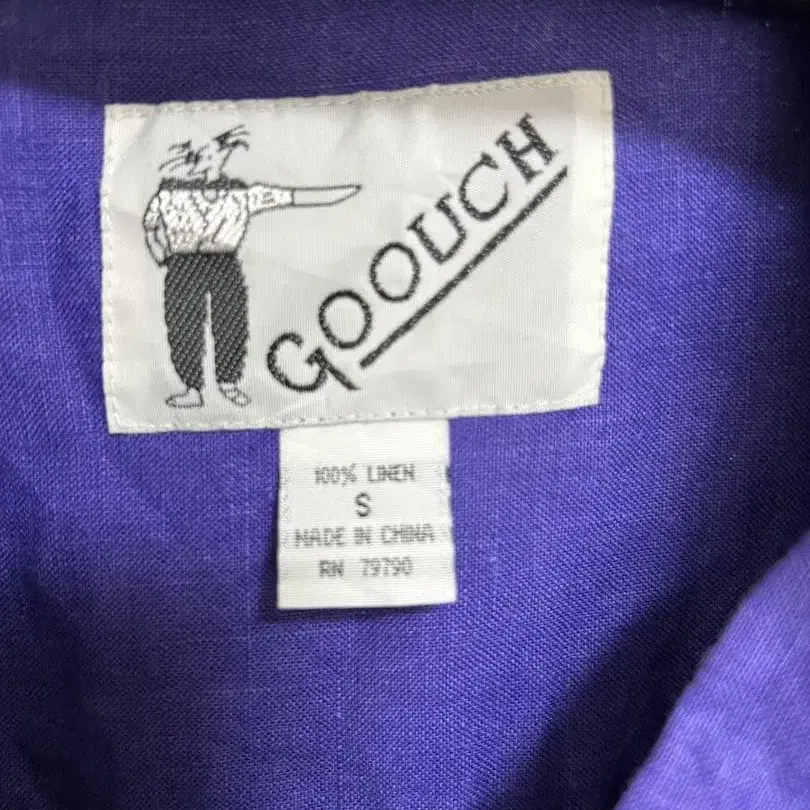 GOOUCH
100% LINEN
S
MADE IN CHINA
RN 79790